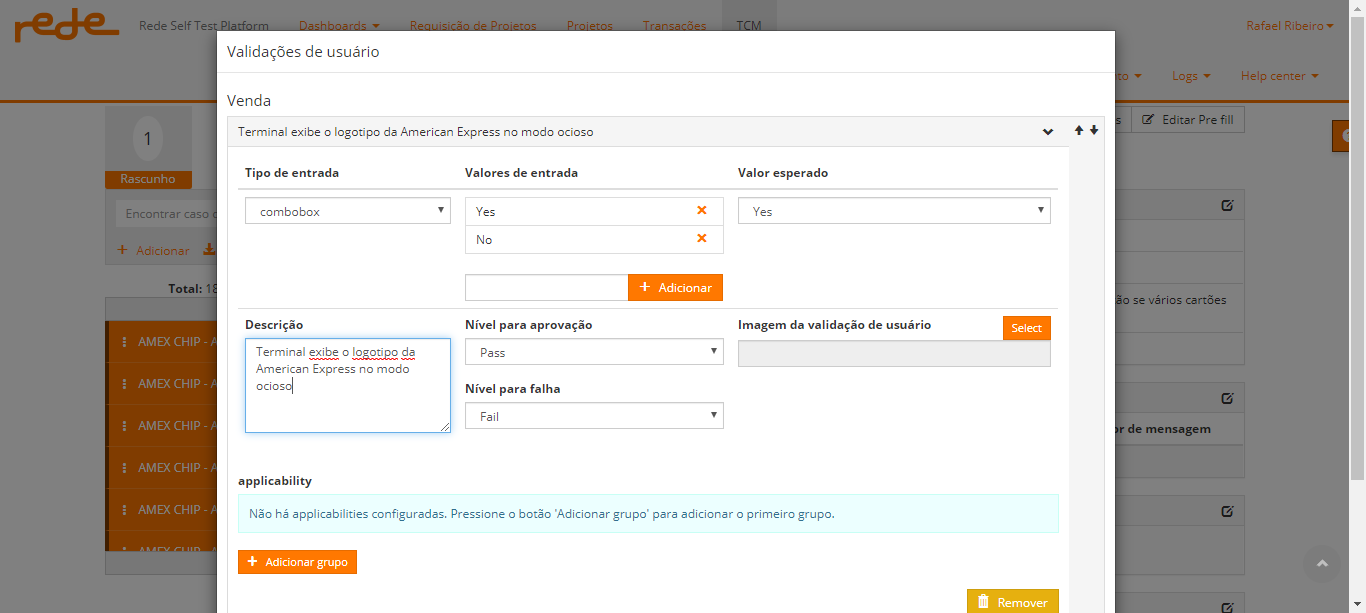 rede Rede Self Test Platform Dashboards Requisição de Projetos Projetos Transações TCM Rafael Ribeiro
Validações de usuário
Logs Help center
Venda
1
Terminal exibe o logotipo da American Express no modo ocioso
Editar Pre fill
Rascunho
Tipo de entrada Valores de entrada Valor esperado
combobox Yes Yes
Encontrar caso
No
Adicionar
Total: 18
Adicionar
ão se vários cartões
Descrição Nível para aprovação Imagem da validação de usuário Select
AMEX CHIP - A
Terminal exibe o logotipo da
American Express no modo
ocioso
Pass
AMEX CHIP - A
Nível para falha
Fail
AMEX CHIP - A
or de mensagem
AMEX CHIP - A
applicability
AMEX CHIP - A
Não há applicabilities configuradas. Pressione o botão 'Adicionar grupo' para adicionar o primeiro grupo.
AMEX CHIP - A
Adicionar grupo
Remover